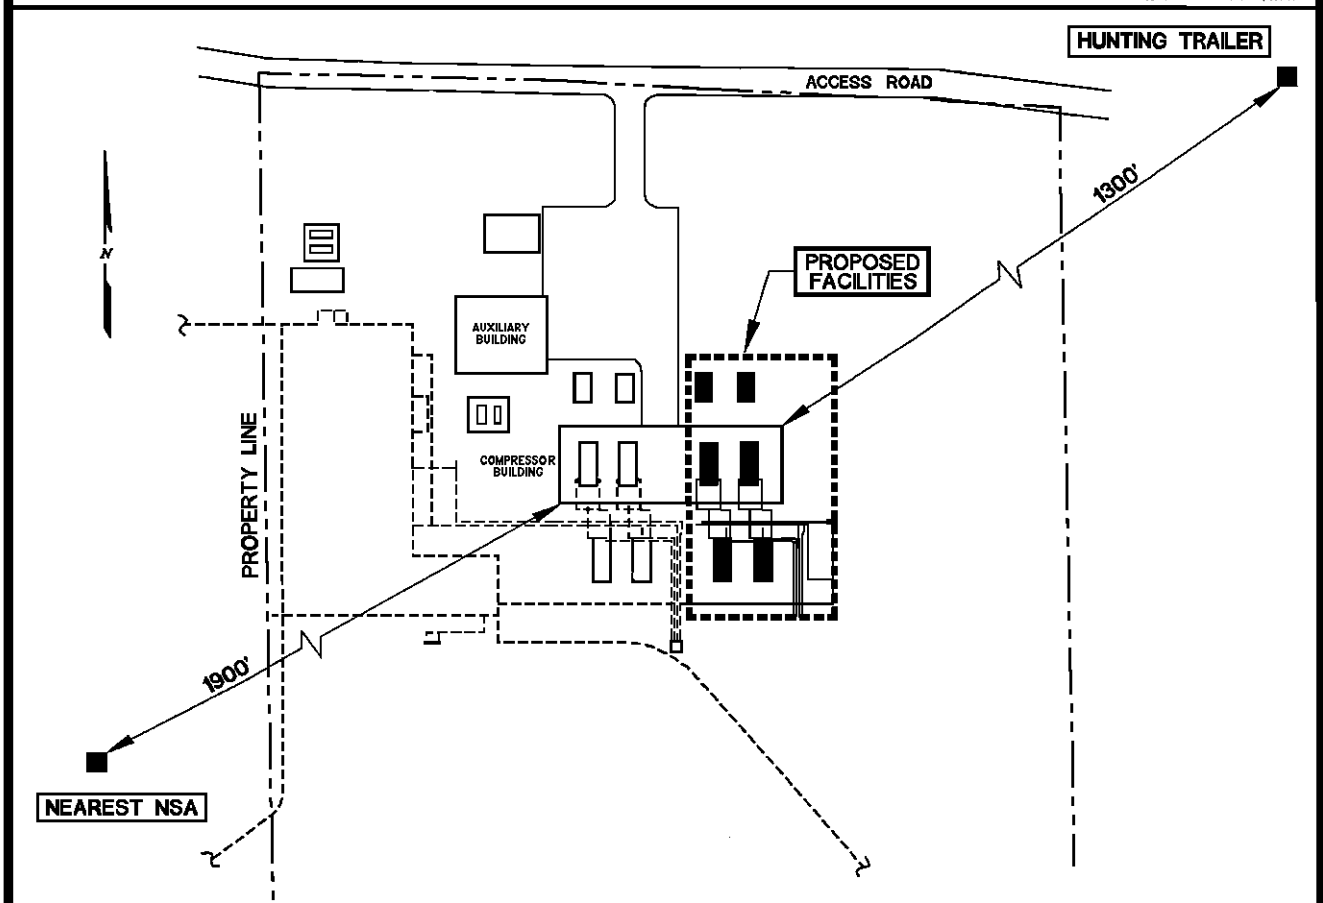 HUNTING TRAILER
ACCESS ROAD
1300'
N
PROPOSED
FACILITIES
AUXILIARY
BUILDING
PROPERTY LINE
COMPRESSOR
BUILDING
1900'
NEAREST NSA